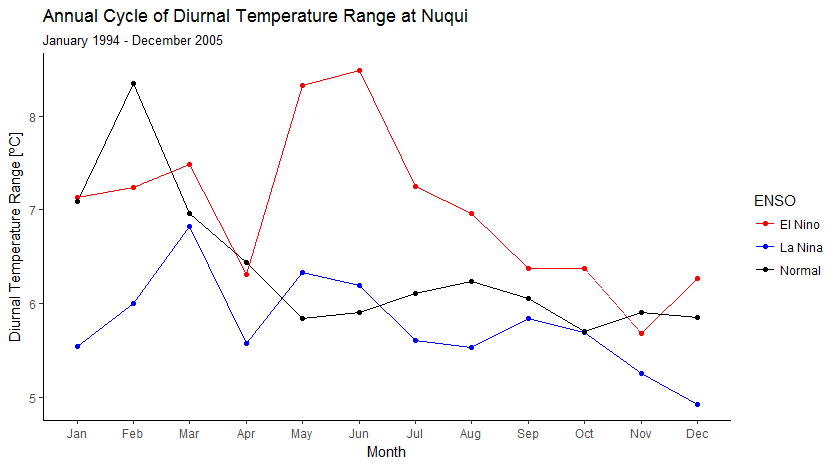 Annual Cycle of Diurnal Temperature Range at Nuqui
January 1994 - December 2005
Diurnal Temperature Range [ºC]
8
7
6
5
Jan Feb Mar Apr May Jun Jul Aug Sep Oct Nov Dec
Month
ENSO
El Nino
La Nina
Normal